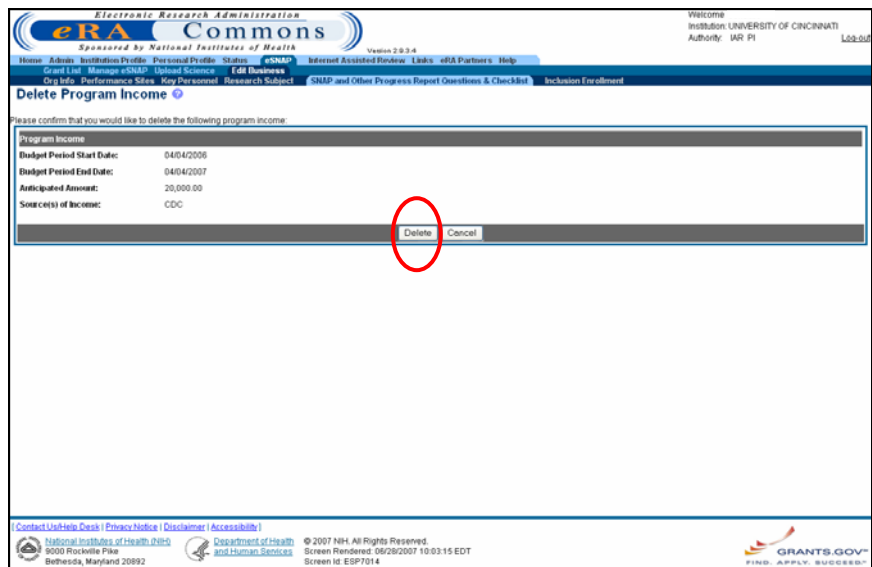 Electronic Research Administration
eRA Commons
Sponsored by National Institutes of Health
Version 2.9.3.4
Welcome
Institution: UNIVERSITY OF CINCINNATI
Authority: IAR PI Log-out
Home Admin Institution Profile Personal Profile Status eSNAP Internet Assisted Review Links eRA Partners Help
Grant List Manage eSNAP Upload Science Edit Business
Org Info Performance Sites Key Personnel Research Subject SNAP and Other Progress Report Questions & Checklist Inclusion Enrollment
Delete Program Income ?
Please confirm that you would like to delete the following program income:
Program Income
Budget Period Start Date: 04/04/2006
Budget Period End Date: 04/04/2007
Anticipated Amount: 20,000.00
Source(s) of Income: CDC
Delete Cancel
[ Contact Us/Help Desk | Privacy Notice | Disclaimer | Accessibility ]
National Institutes of Health (NIH)
9000 Rockville Pike
Bethesda, Maryland 20892
Department of Health
and Human Services
© 2007 NIH. All Rights Reserved.
Screen Rendered: 06/28/2007 10:03:15 EDT
Screen Id: ESP7014
GRANTS.GOV℠
FIND. APPLY. SUCCEED.℠